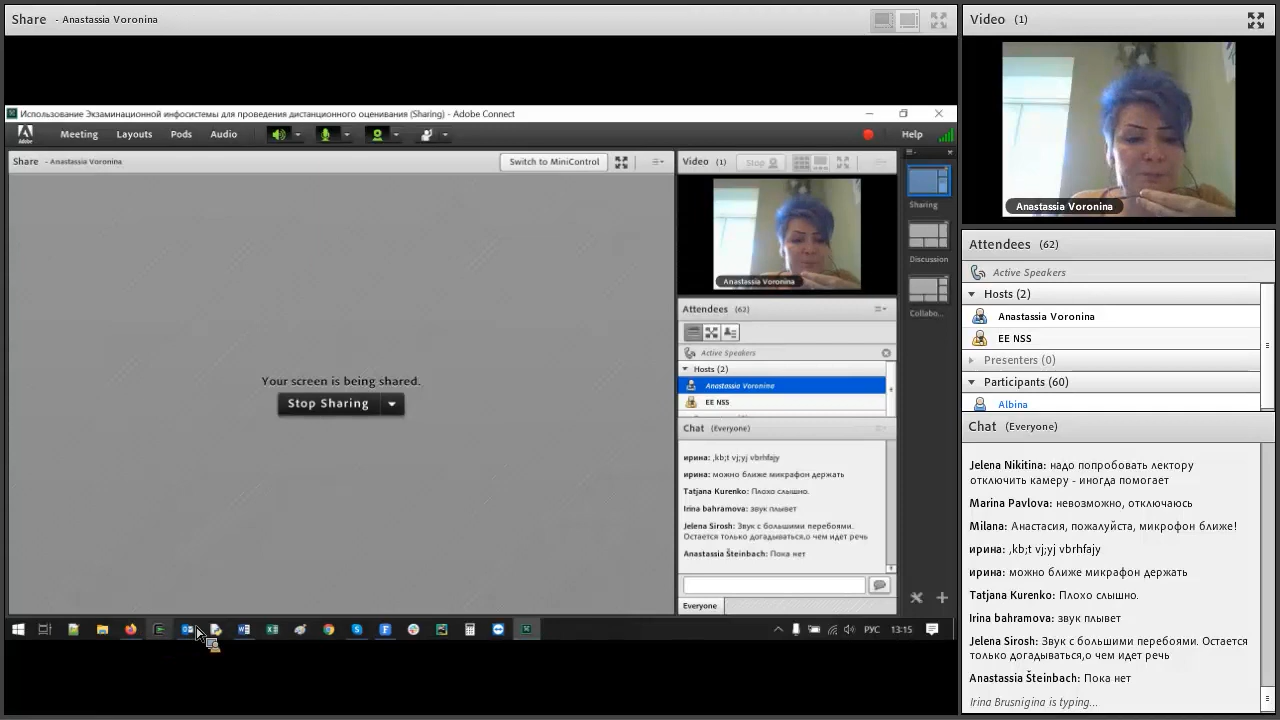 Share - Anastassia Voronina
Использование Экзаминационной инфосистемы для проведения дистанционного оценивания (Sharing) - Adobe Connect
Adobe
Meeting Layouts Pods Audio Help
Share - Anastassia Voronina Switch to MiniControl
Your screen is being shared.
Stop Sharing
Video (1) Stop
Anastassia Voronina
Attendees (63)
Active Speakers
Hosts (2)
Anastassia Voronina
EE NSS
Chat (Everyone)
ирина: ,kb;t vj;yj vbrhfajy
ирина: можно ближе микрофон держать
Tatjana Kurenko: Плохо слышно.
Irina bahramova: звук плывет
Jelena Sirosh: Звук с большими перебоями.
Остается только догадываться,о чем идет речь
Anastassia Šteinbach: Пока нет
Everyone
Sharing
Discussion
Collabo...
РУС 13:15
Video (1)
Anastassia Voronina
Attendees (62)
Active Speakers
Hosts (2)
Anastassia Voronina
EE NSS
Presenters (0)
Participants (60)
Albina
Chat (Everyone)
Jelena Nikitina: надо попробовать лектору
отключить камеру - иногда помогает
Marina Pavlova: невозможно, отключаюсь
Milana: Анастасия, пожалуйста, микрофон ближе!
ирина: ,kb;t vj;yj vbrhfajy
ирина: можно ближе микрофон держать
Tatjana Kurenko: Плохо слышно.
Irina bahramova: звук плывет
Jelena Sirosh: Звук с большими перебоями. Остается
только догадываться,о чем идет речь
Anastassia Šteinbach: Пока нет
Irina Brusnigina is typing...